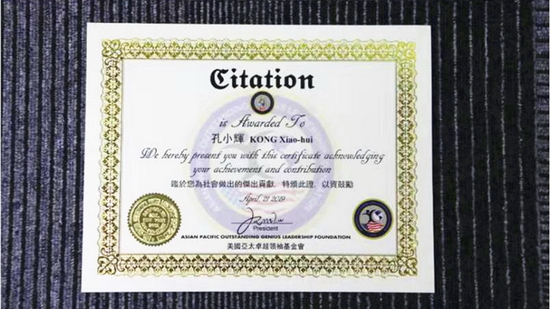 Citation
is Awarded To
孔小輝 KONG Xiao-hui
We hereby present you with this certificate acknowledging
your achievement and contribution
鑑於您為社會做出的傑出貢獻，特頒此證，以資鼓勵
April 21 2019
President
ASIAN PACIFIC OUTSTANDING GENIUS LEADERSHIP FOUNDATION
美國亞太卓超領袖基金會